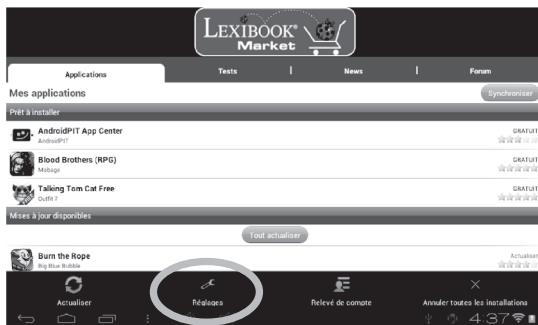 LEXIBOOK®
Market
Applications
Tests
News
Forum
Mes applications
Synchroniser
Prêt à installer
AndroidPIT App Center
GRATUIT
AndroidPIT
Blood Brothers (RPG)
GRATUIT
Mobage
Talking Tom Cat Free
GRATUIT
Outfit 7
Mises à jour disponibles
Tout actualiser
Burn the Rope
Actualiser
Big Blue Bubble
Actualiser
Réglages
Relevé de compte
Annuler toutes les installations
4:37